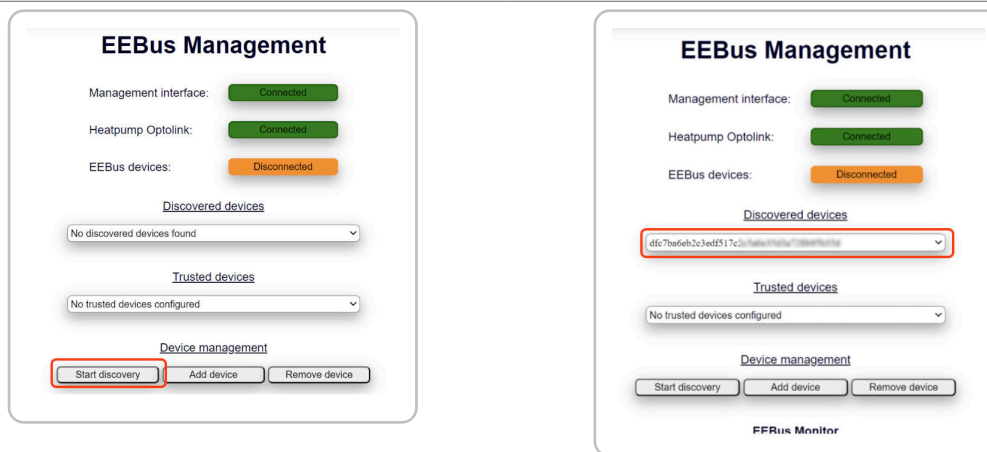 EEBus Management
Management interface: Connected
Heatpump Optolink: Connected
EEBus devices: Disconnected
Discovered devices
No discovered devices found
Trusted devices
No trusted devices configured
Device management
Start discovery Add device Remove device
EEBus Management
Management interface: Connected
Heatpump Optolink: Connected
EEBus devices: Disconnected
Discovered devices
dfc7ba6eb2c3edf517c
Trusted devices
No trusted devices configured
Device management
Start discovery Add device Remove device
EEBus Monitor